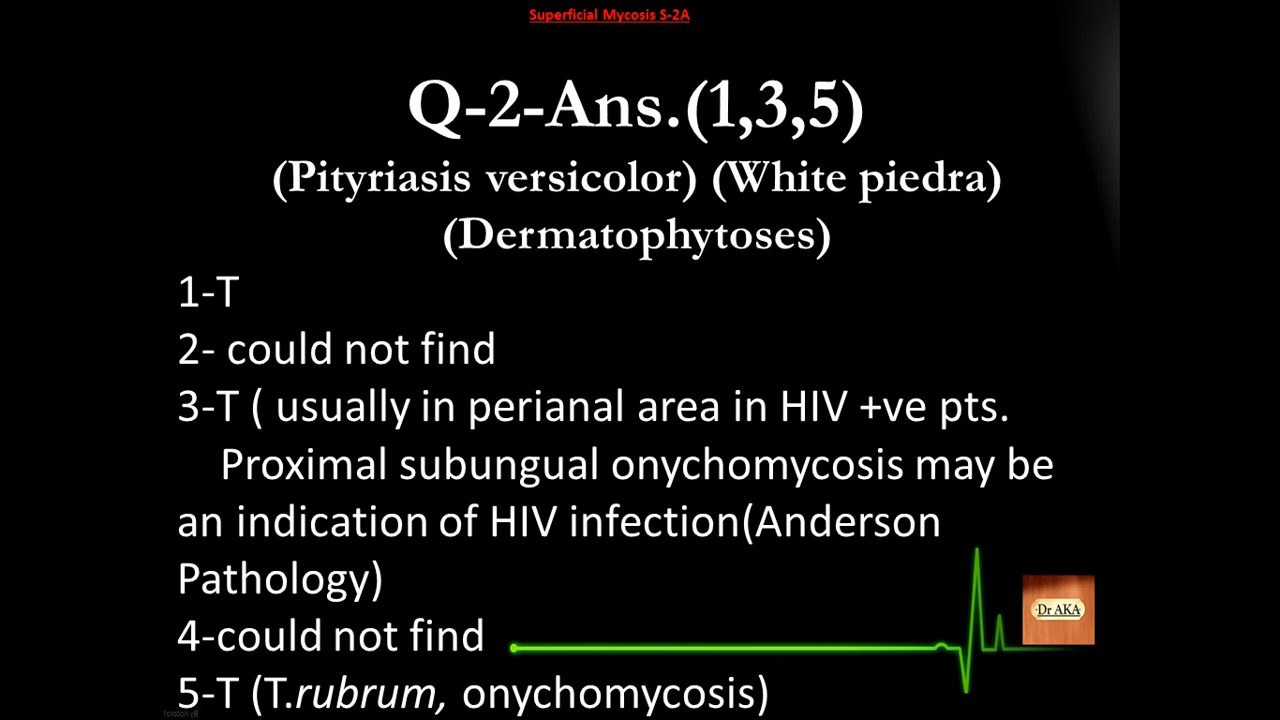 Superficial Mycosis S-2A
Q-2-Ans.(1,3,5)
(Pityriasis versicolor) (White piedra)
(Dermatophytoses)
1-T
2- could not find
3-T ( usually in perianal area in HIV +ve pts.
Proximal subungual onychomycosis may be
an indication of HIV infection(Anderson
Pathology)
4-could not find
Dr AKA
5-T (T.rubrum, onychomycosis)